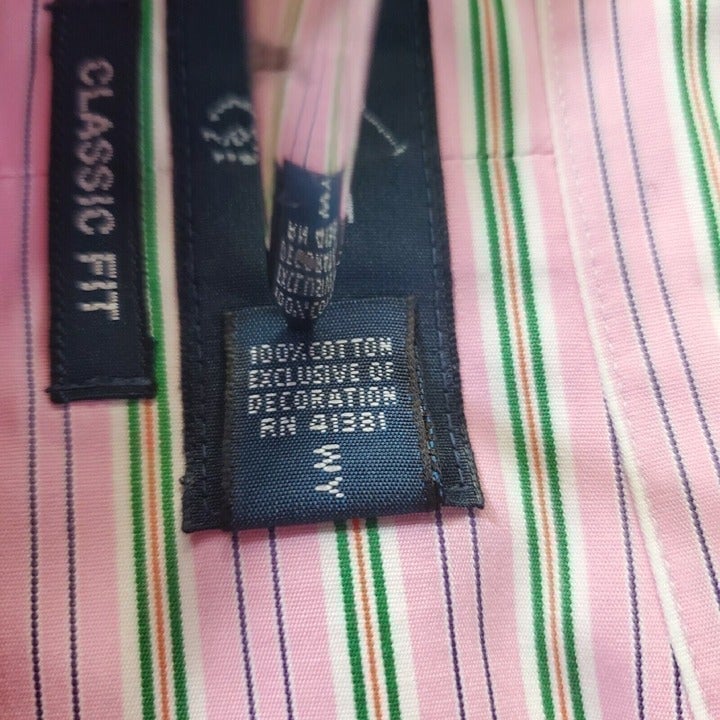 CLASSIC FIT
100%COTTON
EXCLUSIVE OF
DECORATION
RN 41381
WY